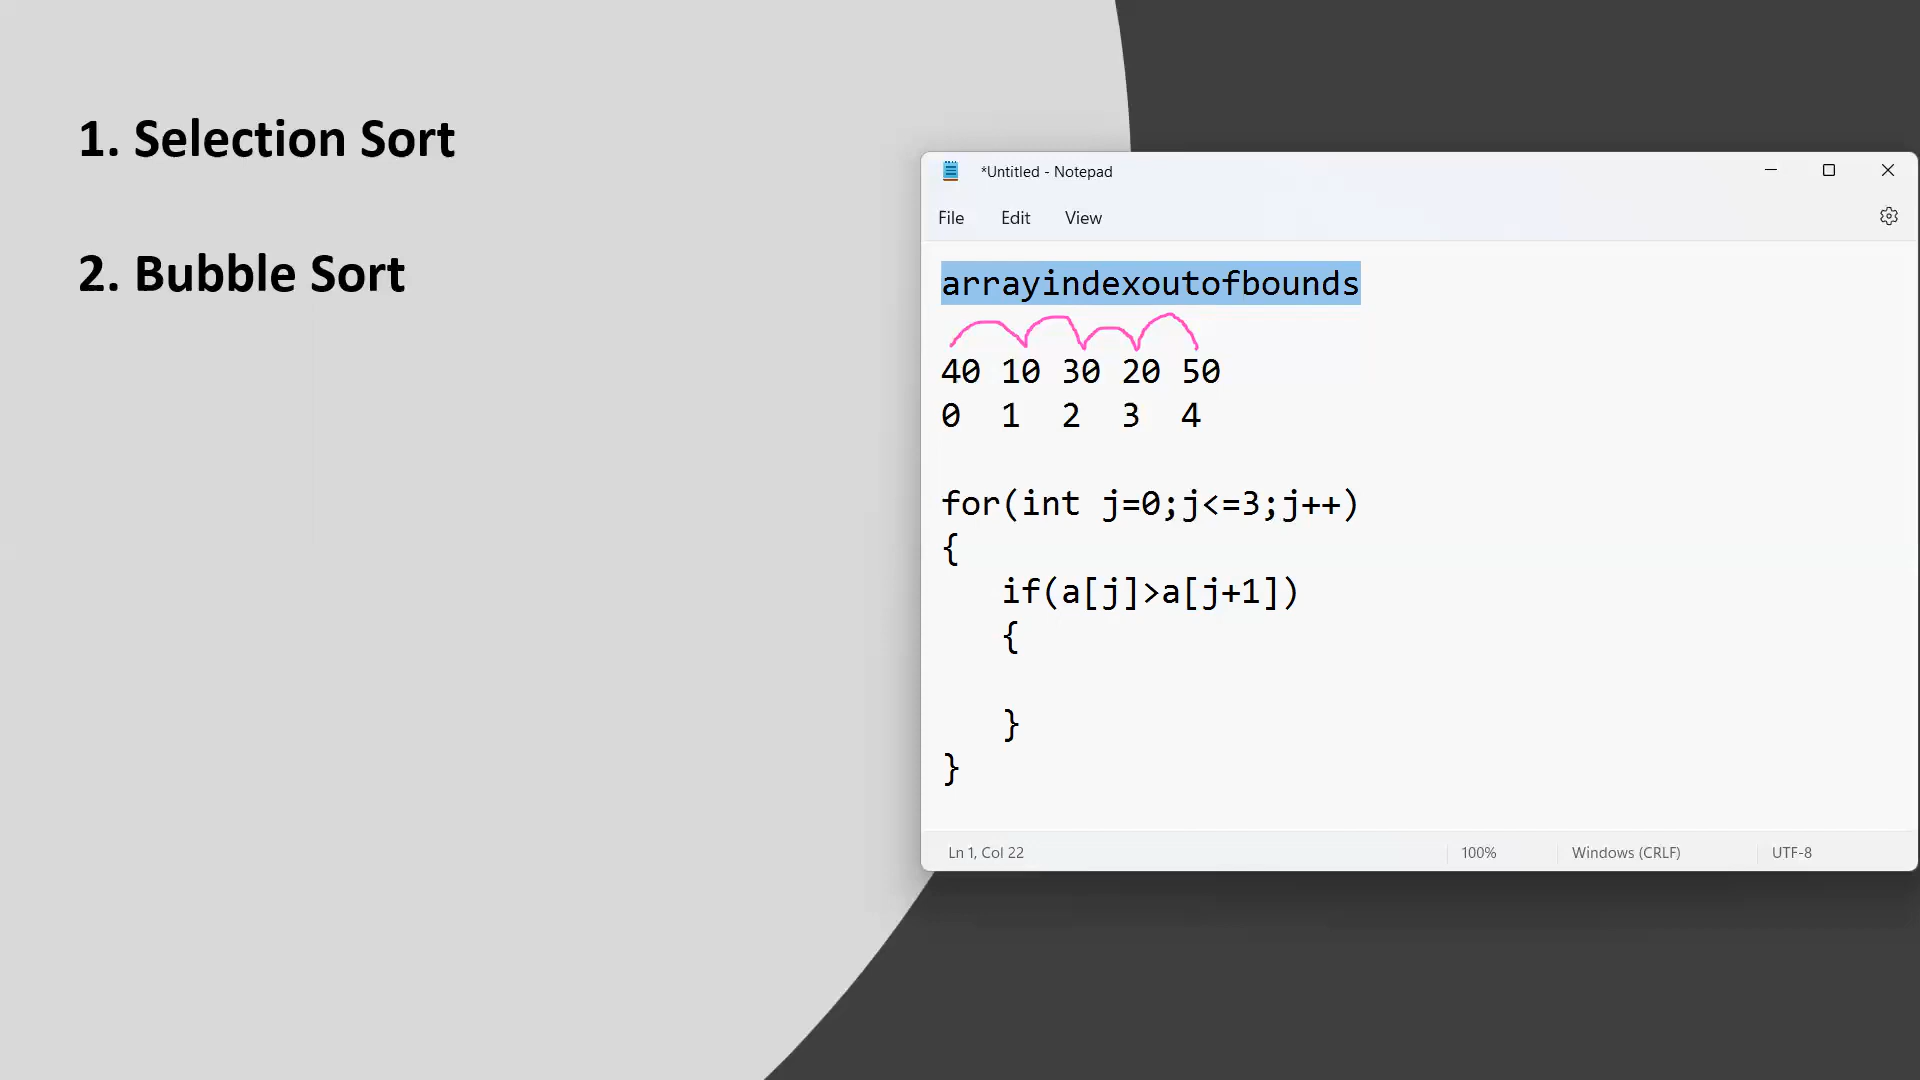 1. Selection Sort
2. Bubble Sort
*Untitled - Notepad
File Edit View
arrayindexoutofbounds
40 10 30 20 50
0 1 2 3 4
for(int j=0;j<=3;j++)
{
if(a[j]>a[j+1])
{
}
}
Ln 1, Col 22 100% Windows (CRLF) UTF-8